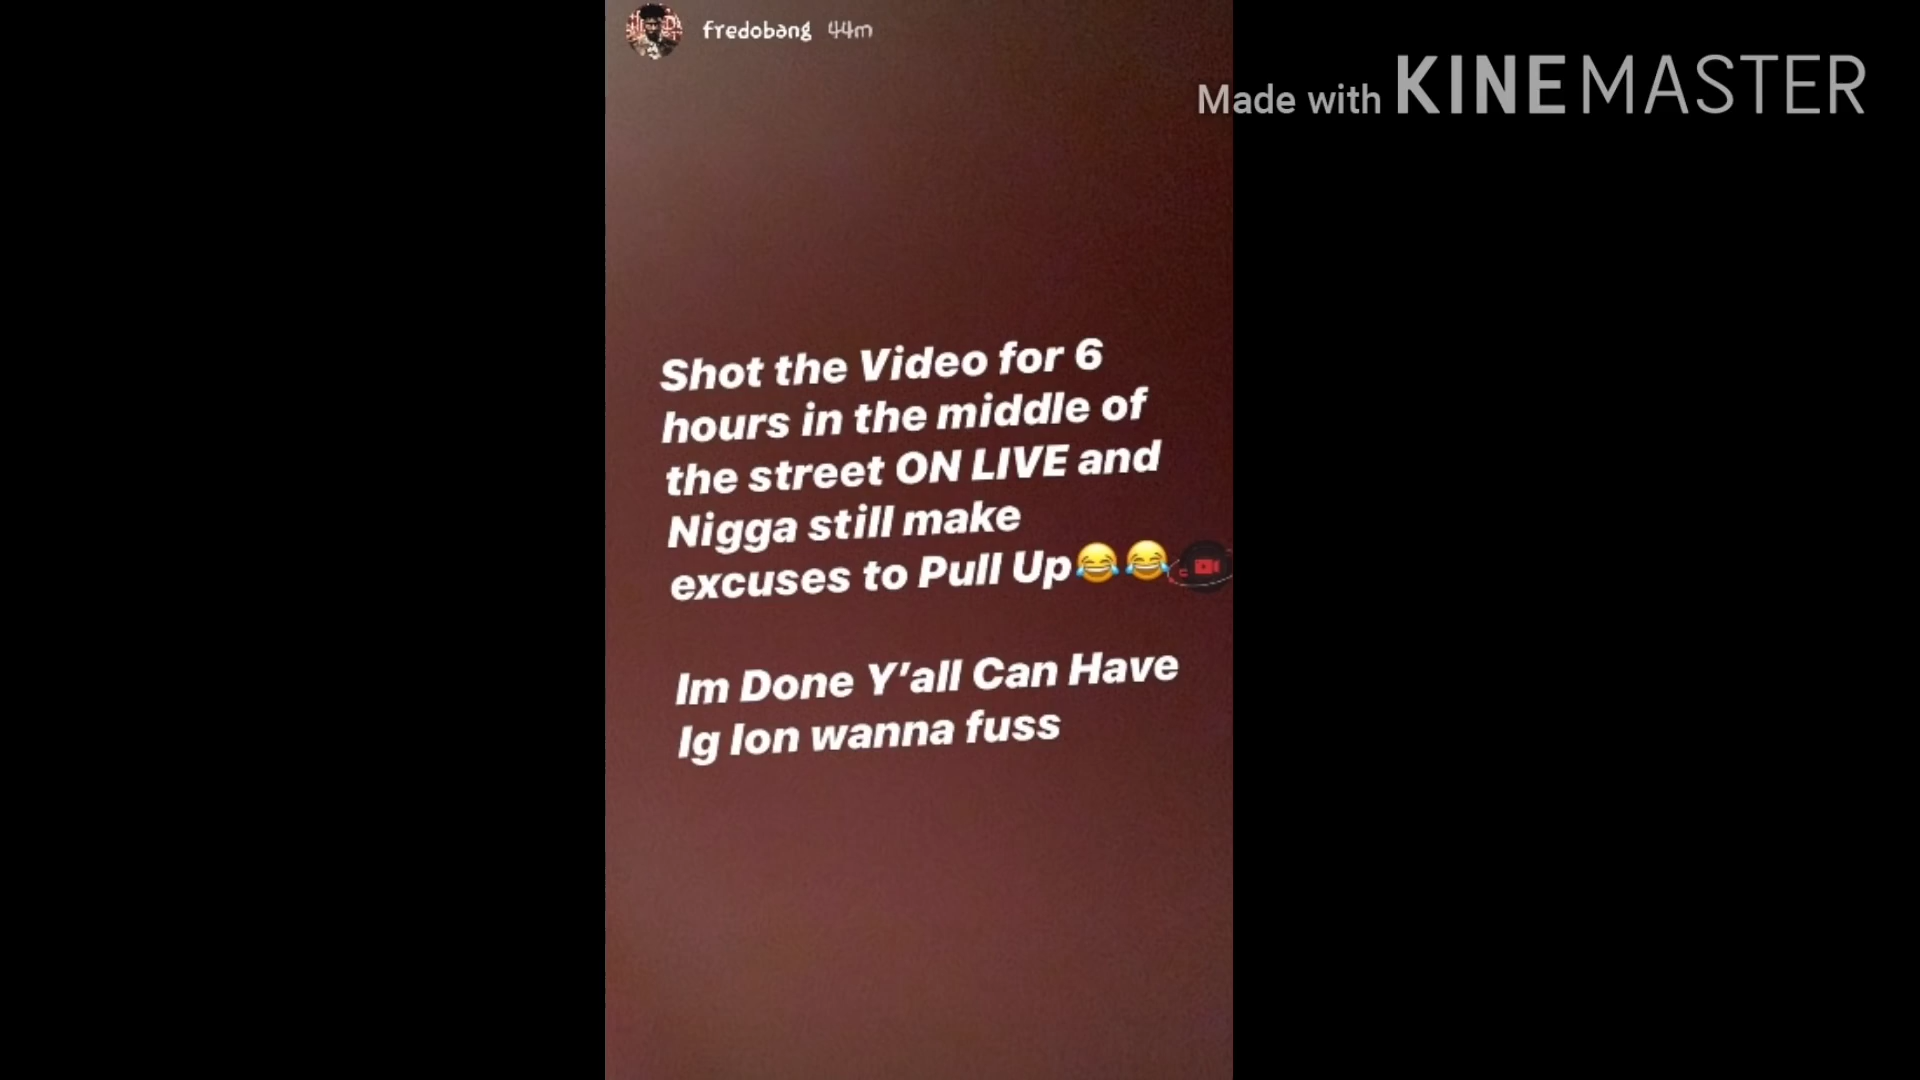 fredobang 44m
Made with KINEMASTER
Shot the Video for 6
hours in the middle of
the street ON LIVE and
Nigga still make
excuses to Pull Up😂😂
Im Done Y’all Can Have
Ig Ion wanna fuss